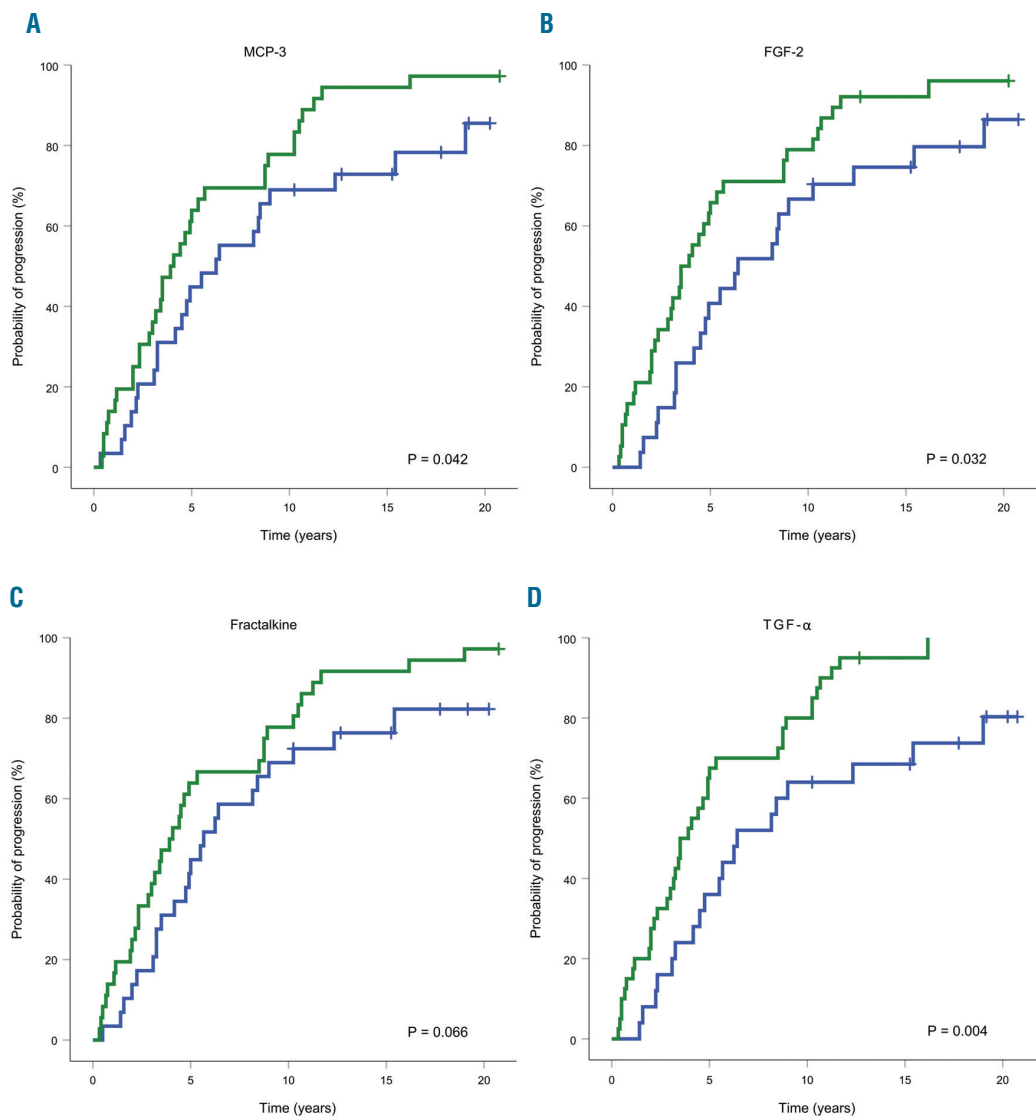 A
MCP-3
Probability of progression (%)
100
80
60
40
20
0
P = 0.042
0 5 10 15 20
Time (years)
B
FGF-2
Probability of progression (%)
100
80
60
40
20
0
P = 0.032
0 5 10 15 20
Time (years)
C
Fractalkine
Probability of progression (%)
100
80
60
40
20
0
P = 0.066
0 5 10 15 20
Time (years)
D
TGF-α
Probability of progression (%)
100
80
60
40
20
0
P = 0.004
0 5 10 15 20
Time (years)